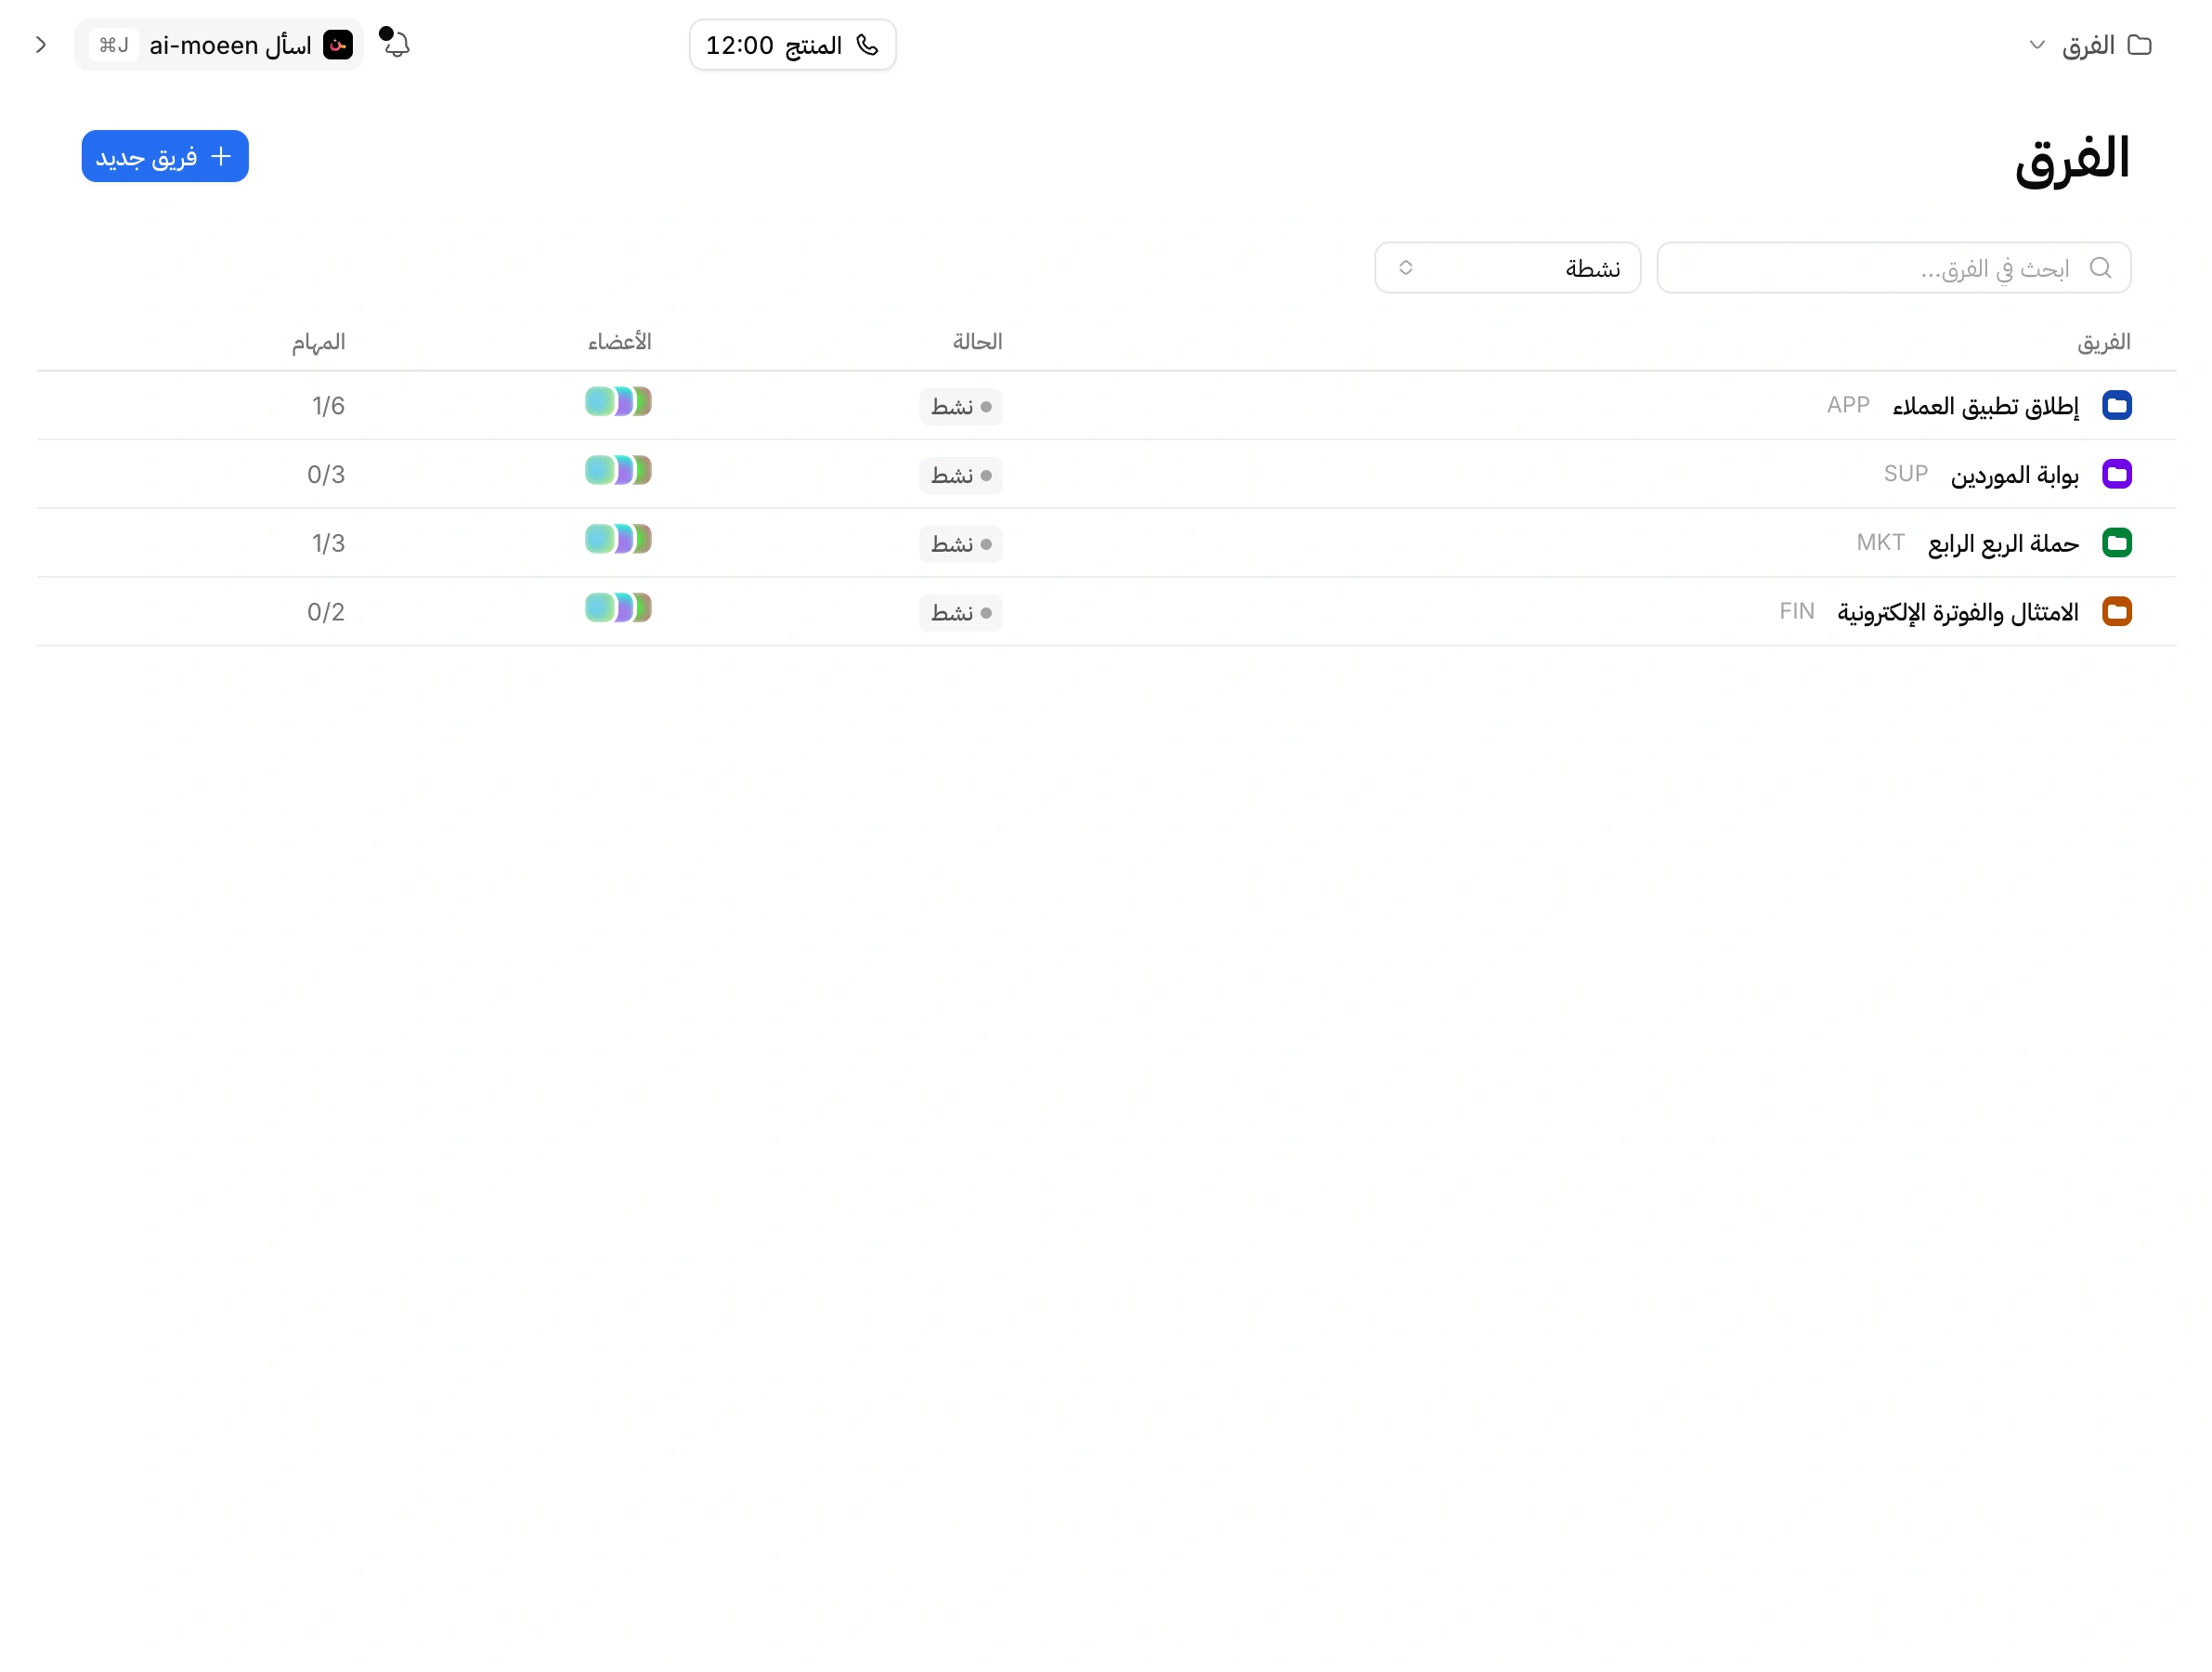 الفرق
المنتج 12:00
اسأل ai-moeen ⌘J
الفرق
+ فريق جديد
ابحث في الفرق...
نشطة
الفريق الحالة الأعضاء المهام
إطلاق تطبيق العملاء APP نشط 1/6
بوابة الموردين SUP نشط 0/3
حملة الربع الرابع MKT نشط 1/3
الامتثال والفوترة الإلكترونية FIN نشط 0/2